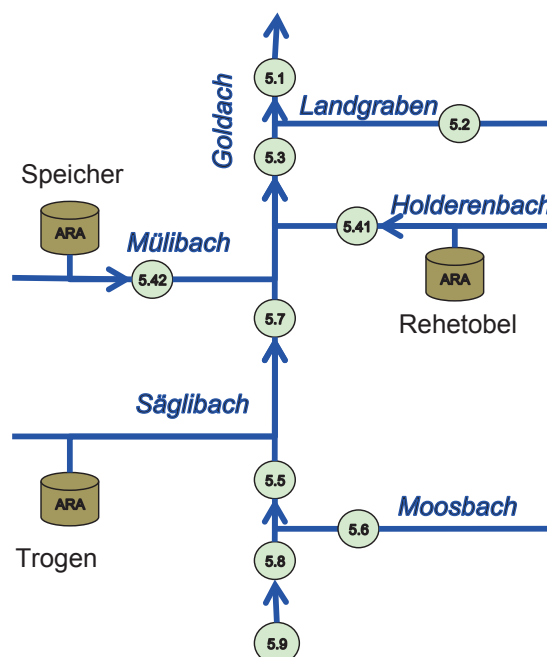 5.1
Goldach
Landgraben
5.2
5.3
Speicher
ARA
Mülibach
5.42
Holderenbach
5.41
ARA
Rehetobel
5.7
Säglibach
ARA
Trogen
5.5
Moosbach
5.6
5.8
5.9